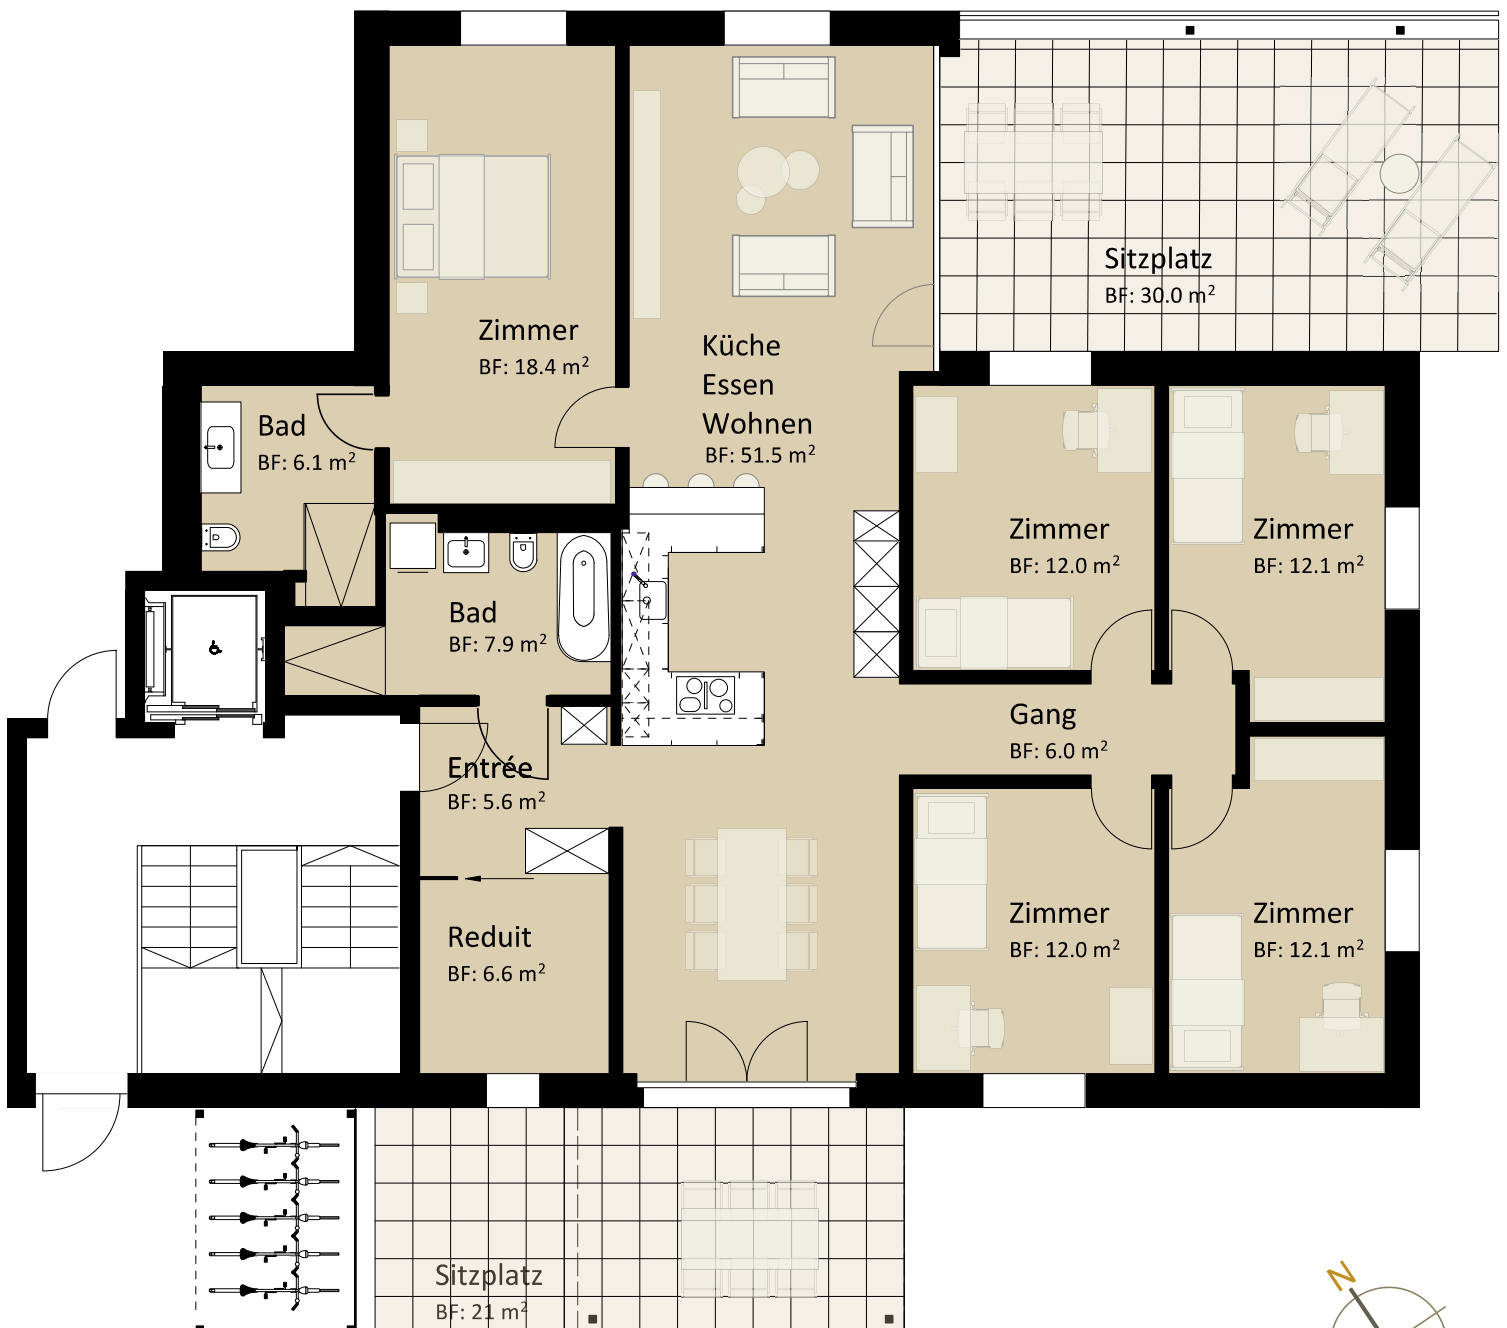 Sitzplatz
BF: 30.0 m²
Zimmer
BF: 18.4 m²
Küche
Essen
Wohnen
BF: 51.5 m²
Bad
BF: 6.1 m²
Zimmer
BF: 12.0 m²
Zimmer
BF: 12.1 m²
Bad
BF: 7.9 m²
Gang
BF: 6.0 m²
Entrée
BF: 5.6 m²
Reduit
BF: 6.6 m²
Zimmer
BF: 12.0 m²
Zimmer
BF: 12.1 m²
Sitzplatz
BF: 21 m²
N